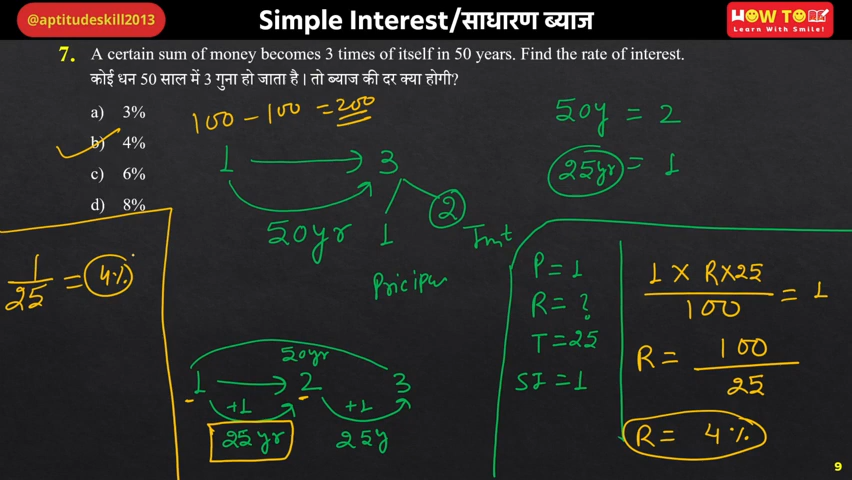 @aptitudeskill2013
Simple Interest/साधारण ब्याज
HOW TO
Learn With Smile!
7. A certain sum of money becomes 3 times of itself in 50 years. Find the rate of interest.
कोई धन 50 साल में 3 गुना हो जाता है। तो ब्याज की दर क्या होगी?
a) 3%
b) 4%
c) 6%
d) 8%
100 - 100 = 200
1 → 3
50yr 1 2
Pricipa
Int
50y = 2
25yr = 1
1/25 = 4%
50yr
1 → 2 3
+1 +1
25yr 25y
P = 1
R = ?
T = 25
SI = 1
1 × R × 25 / 100 = 1
R = 100 / 25
R = 4%
9